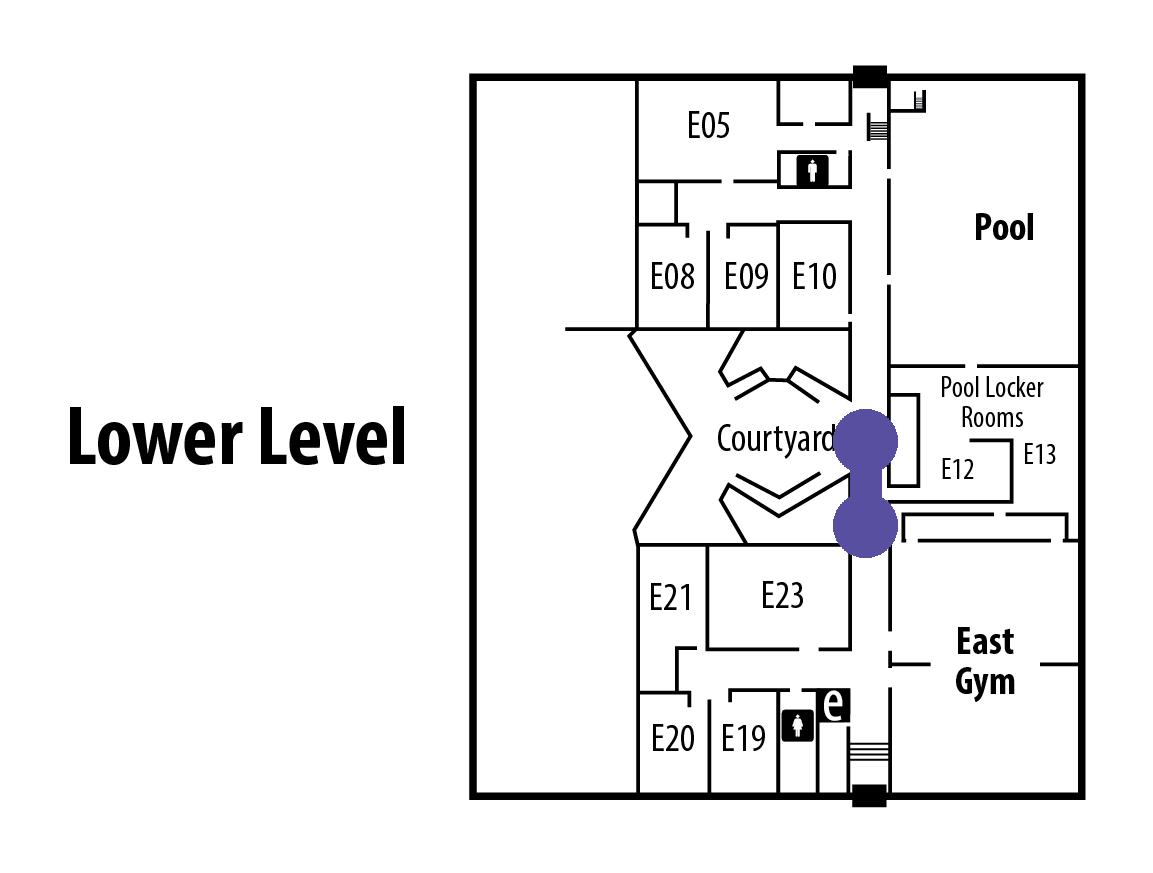 Lower Level
E05
Pool
E08
E09
E10
Pool Locker
Rooms
Courtyard
E12
E13
E21
E23
East
Gym
e
E20
E19